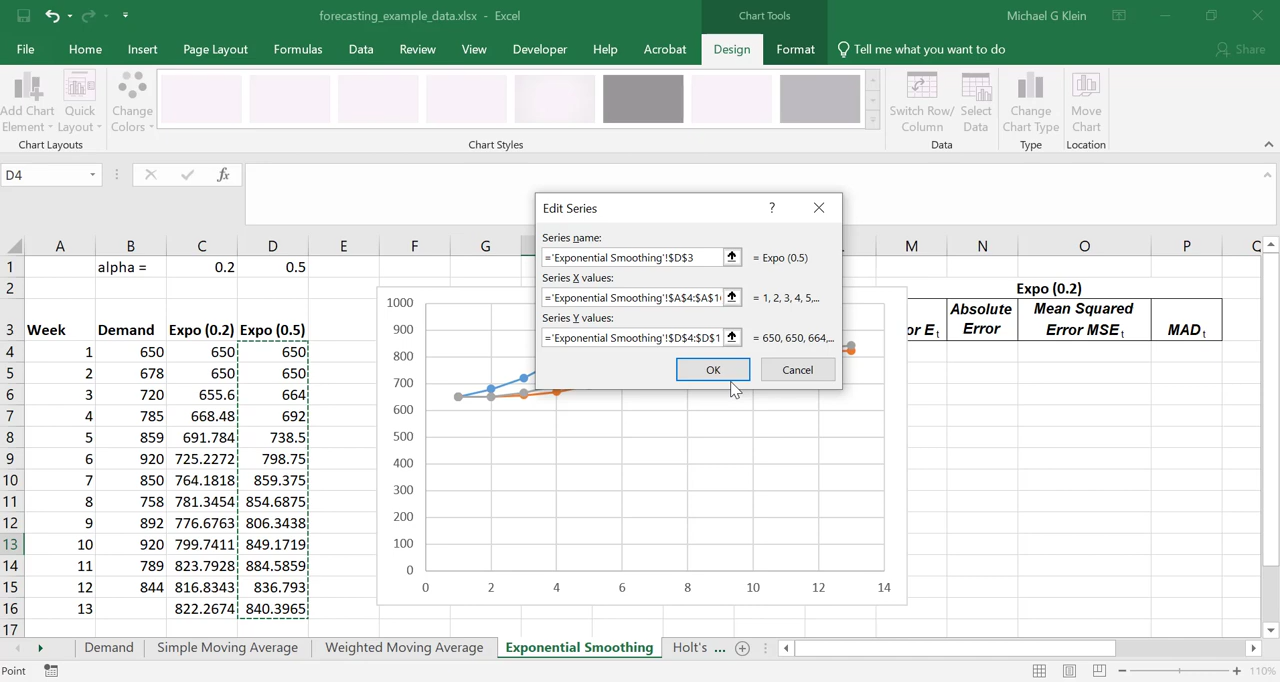 forecasting_example_data.xlsx - Excel
Chart Tools
Michael G Klein
File Home Insert Page Layout Formulas Data Review View Developer Help Acrobat Design Format Tell me what you want to do Share
Add Chart Element
Quick Layout
Change Colors
Switch Row/ Column
Select Data
Change Chart Type
Move Chart
Chart Layouts Chart Styles Data Type Location
D4 fx
Edit Series ?
Series name:
='Exponential Smoothing'!$D$3 = Expo (0.5)
Series X values:
='Exponential Smoothing'!$A$4:$A$1 = 1, 2, 3, 4, 5,...
Series Y values:
='Exponential Smoothing'!$D$4:$D$1 = 650, 650, 664,...
OK Cancel
A B C D E F G M N O P
1 alpha = 0.2 0.5
2 Expo (0.2)
3 Week Demand Expo (0.2) Expo (0.5) or Et Absolute Error Mean Squared Error MSEt MADt
4 1 650 650 650
5 2 678 650 650
6 3 720 655.6 664
7 4 785 668.48 692
8 5 859 691.784 738.5
9 6 920 725.2272 798.75
10 7 850 764.1818 859.375
11 8 758 781.3454 854.6875
12 9 892 776.6763 806.3438
13 10 920 799.7411 849.1719
14 11 789 823.7928 884.5859
15 12 844 816.8343 836.793
16 13 822.2674 840.3965
17
1000
900
800
700
600
500
400
300
200
100
0
0 2 4 6 8 10 12 14
Demand Simple Moving Average Weighted Moving Average Exponential Smoothing Holt's ...
Point 110%